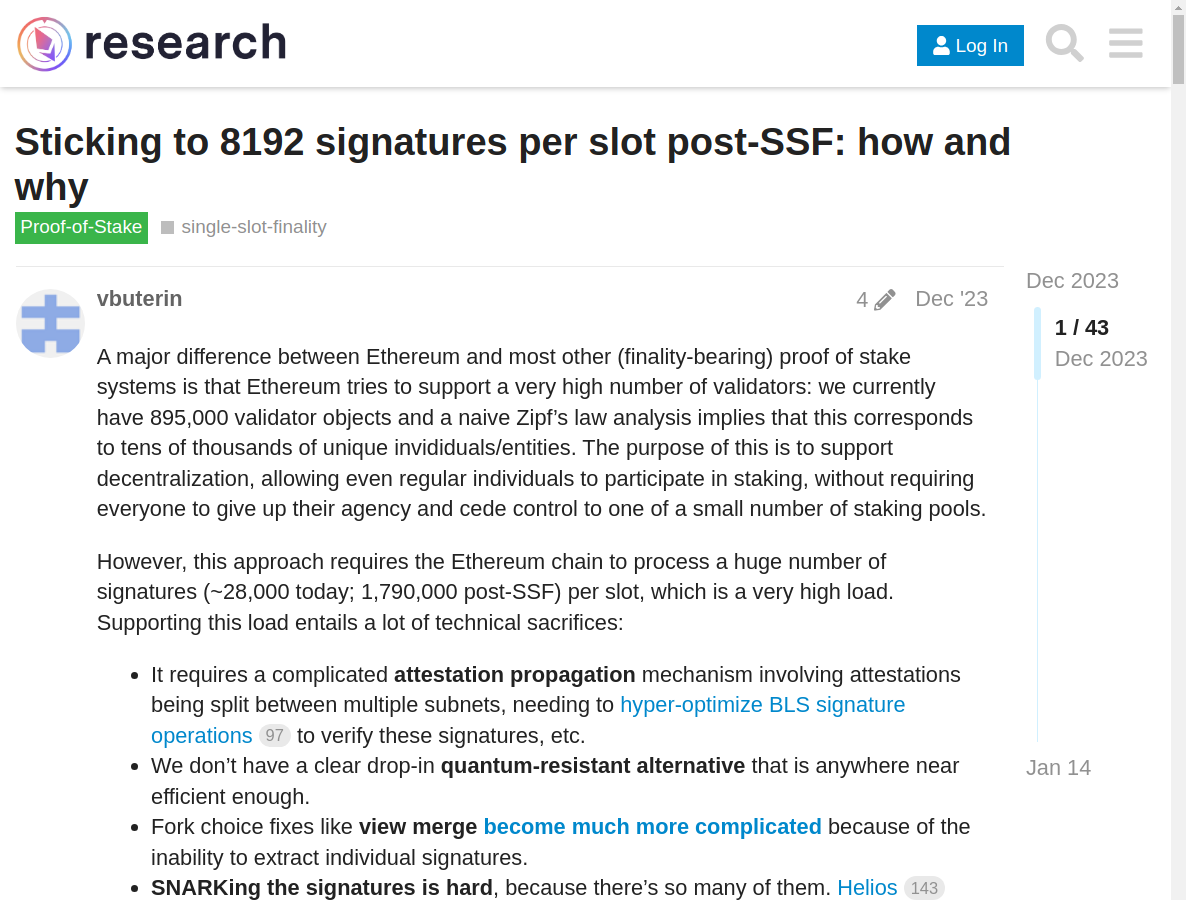 research
Log In
Sticking to 8192 signatures per slot post-SSF: how and
why
Proof-of-Stake
single-slot-finality
vbuterin
4
Dec '23
A major difference between Ethereum and most other (finality-bearing) proof of stake
systems is that Ethereum tries to support a very high number of validators: we currently
have 895,000 validator objects and a naive Zipf’s law analysis implies that this corresponds
to tens of thousands of unique invididuals/entities. The purpose of this is to support
decentralization, allowing even regular individuals to participate in staking, without requiring
everyone to give up their agency and cede control to one of a small number of staking pools.
However, this approach requires the Ethereum chain to process a huge number of
signatures (~28,000 today; 1,790,000 post-SSF) per slot, which is a very high load.
Supporting this load entails a lot of technical sacrifices:
• It requires a complicated attestation propagation mechanism involving attestations
being split between multiple subnets, needing to hyper-optimize BLS signature
operations 97 to verify these signatures, etc.
• We don’t have a clear drop-in quantum-resistant alternative that is anywhere near
efficient enough.
• Fork choice fixes like view merge become much more complicated because of the
inability to extract individual signatures.
• SNARKing the signatures is hard, because there’s so many of them. Helios 143
Dec 2023
1 / 43
Dec 2023
Jan 14